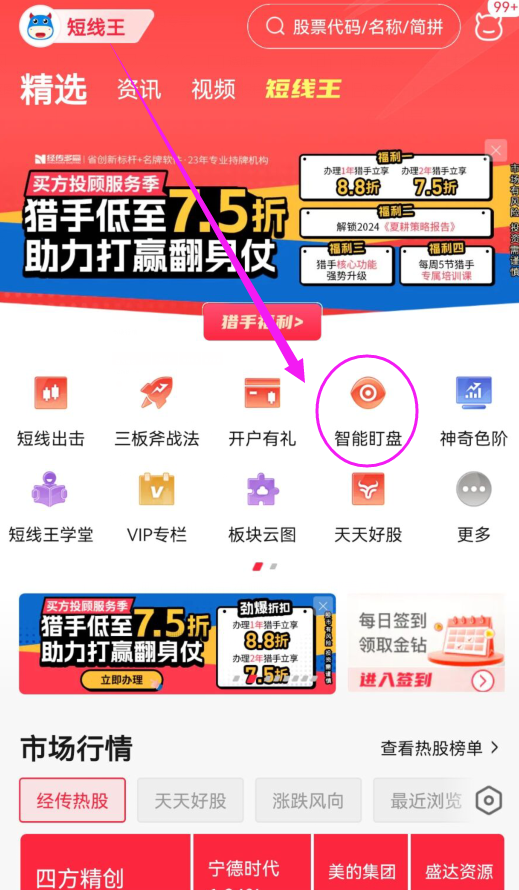 短线王
股票代码/名称/简拼
99+
精选 资讯 视频 短线王
经传多赢 省创新标杆+名牌软件·23年专业持牌机构
买方投顾服务季
猎手低至7.5折
助力打赢翻身仗
福利一
办理1年猎手立享 办理2年猎手立享
8.8折 7.5折
福利二
解锁2024《夏耕策略报告》
福利三 福利四
猎手核心功能 每周5节猎手
强势升级 专属培训课
市场有风险 投资需谨慎
猎手福利>
短线出击 三板斧战法 开户有礼 智能盯盘 神奇色阶
短线王学堂 VIP专栏 板块云图 天天好股 更多
买方投顾服务季
猎手低至7.5折
助力打赢翻身仗
立即办理
劲爆折扣
办理1年猎手立享
8.8折
办理2年猎手立享
7.5折
每日签到
领取金钻
进入签到
市场行情 查看热股榜单
经传热股 天天好股 涨跌风向 最近浏览
四方精创 宁德时代 美的集团 盛达资源